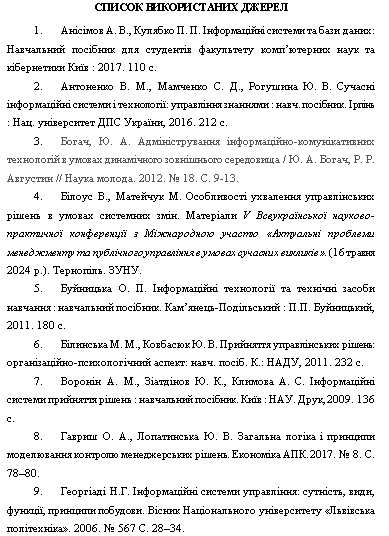 СПИСОК ВИКОРИСТАНИХ ДЖЕРЕЛ
1. Анісімов А. В., Кулябко П. П. Інформаційні системи та бази даних:
Навчальний посібник для студентів факультету комп’ютерних наук та
кібернетики Київ : 2017. 110 с.
2. Антоненко В. М., Мамченко С. Д., Рогушина Ю. В. Сучасні
інформаційні системи і технології: управління знаннями : навч. посібник. Ірпінь
: Нац. університет ДПС України, 2016. 212 с.
3. Богач, Ю. А. Адміністрування інформаційно-комунікативних
технологій в умовах динамічного зовнішнього середовища / Ю. А. Богач, Р. Р.
Августин // Наука молода. 2012. № 18. С. 9-13.
4. Білоус В., Матейчук М. Особливості ухвалення управлінських
рішень в умовах системних змін. Матеріали V Всеукраїнської науково-
практичної конференції з Міжнародною участю «Актуальні проблеми
менеджменту та публічного управління в умовах сучасних викликів». (16 травня
2024 р.). Тернопіль. ЗУНУ.
5. Буйницька О. П. Інформаційні технології та технічні засоби
навчання : навчальний посібник. Кам’янець-Подільський : П.П. Буйницький,
2011. 180 с.
6. Білинська М. М., Ковбасюк Ю. В. Прийняття управлінських рішень:
організаційно-психологічний аспект: навч. посіб. К.: НАДУ, 2011. 232 с.
7. Воронін А. М., Зіатдінов Ю. К., Климова А. С. Інформаційні
системи прийняття рішень : навчальний посібник. Київ : НАУ. Друк, 2009. 136
с.
8. Гавриш О. А., Лопатинська Ю. В. Загальна логіка і принципи
моделювання контролю менеджерських рішень. Економіка АПК. 2017. № 8. С.
78–80.
9. Георгіаді Н.Г. Інформаційні системи управління: сутність, види,
функції, принципи побудови. Вісник Національного університету «Львівська
політехніка». 2006. № 567 С. 28–34.